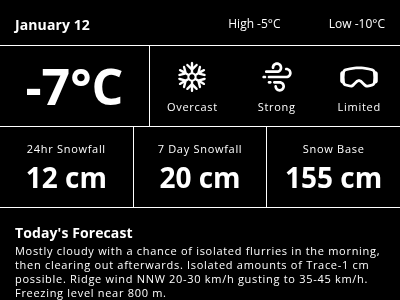 January 12 High -5°C Low -10°C
-7°C
Overcast Strong Limited
24hr Snowfall 7 Day Snowfall Snow Base
12 cm 20 cm 155 cm
Today's Forecast
Mostly cloudy with a chance of isolated flurries in the morning,
then clearing out afterwards. Isolated amounts of Trace-1 cm
possible. Ridge wind NNW 20-30 km/h gusting to 35-45 km/h.
Freezing level near 800 m.